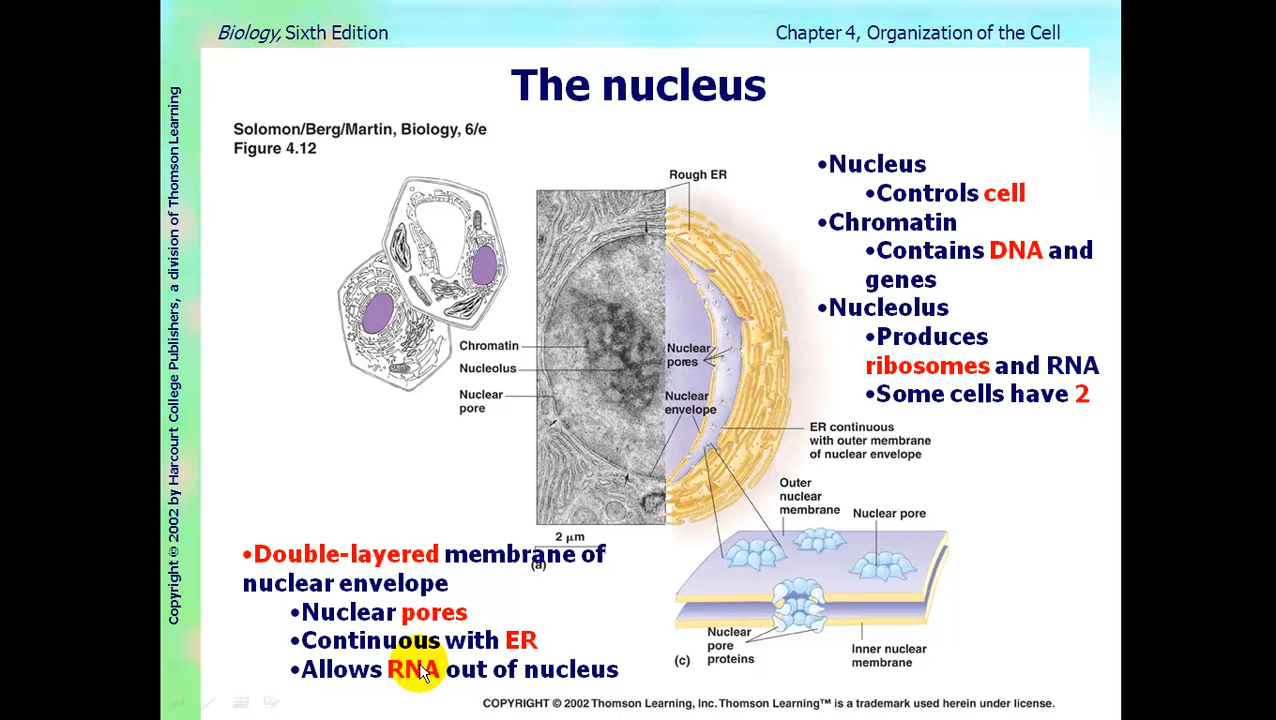 Biology, Sixth Edition
Chapter 4, Organization of the Cell
Copyright © 2002 by Harcourt College Publishers, a division of Thomson Learning
The nucleus
Solomon/Berg/Martin, Biology, 6/e
Figure 4.12
Rough ER
Chromatin
Nucleolus
Nuclear
pore
Nuclear
pores
Nuclear
envelope
2 μm
(a)
•Nucleus
•Controls cell
•Chromatin
•Contains DNA and
genes
•Nucleolus
•Produces
ribosomes and RNA
•Some cells have 2
ER continuous
with outer membrane
of nuclear envelope
Outer
nuclear
membrane
Nuclear pore
Nuclear
pore
proteins
(c)
Inner nuclear
membrane
•Double-layered membrane of
nuclear envelope
•Nuclear pores
•Continuous with ER
•Allows RNA out of nucleus
COPYRIGHT © 2002 Thomson Learning, Inc. Thomson Learning™ is a trademark used herein under license.